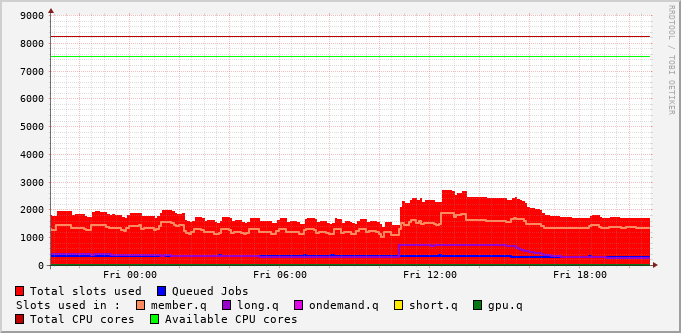 RRDTOOL / TOBI OETIKER
9000
8000
7000
6000
5000
4000
3000
2000
1000
0
Fri 00:00 Fri 06:00 Fri 12:00 Fri 18:00
Total slots used Queued Jobs
Slots used in : member.q long.q ondemand.q short.q gpu.q
Total CPU cores Available CPU cores